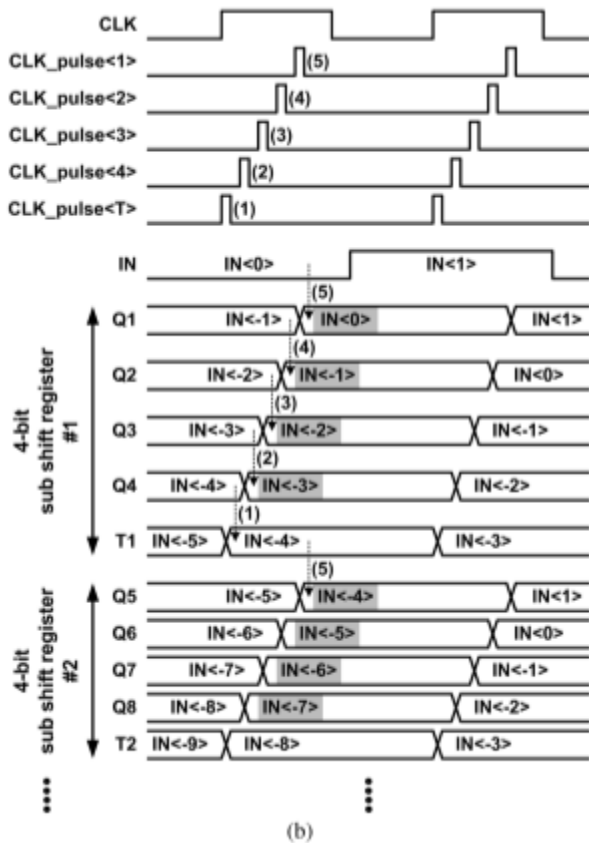 CLK
CLK_pulse<1> (5)
CLK_pulse<2> (4)
CLK_pulse<3> (3)
CLK_pulse<4> (2)
CLK_pulse<T> (1)
IN IN<0> IN<1>
(5)
Q1 IN<-1> IN<0> IN<1>
(4)
Q2 IN<-2> IN<-1> IN<0>
(3)
Q3 IN<-3> IN<-2> IN<-1>
(2)
Q4 IN<-4> IN<-3> IN<-2>
(1)
T1 IN<-5> IN<-4> IN<-3>
4-bit
sub shift register
#1
(5)
Q5 IN<-5> IN<-4> IN<1>
Q6 IN<-6> IN<-5> IN<0>
Q7 IN<-7> IN<-6> IN<-1>
Q8 IN<-8> IN<-7> IN<-2>
T2 IN<-9> IN<-8> IN<-3>
4-bit
sub shift register
#2
(b)